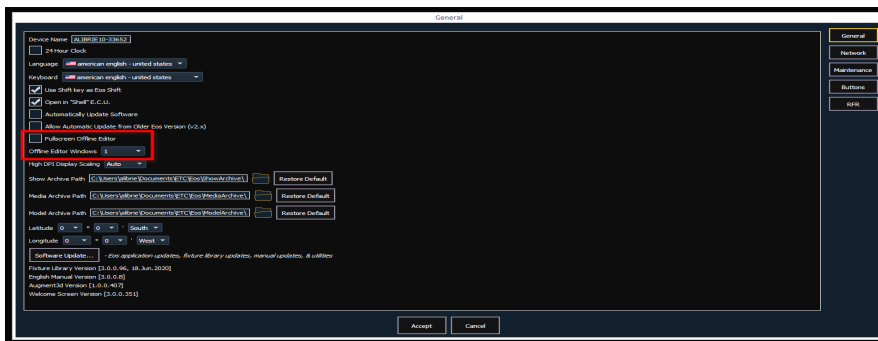 General
Device Name ALIBRIE10-33652
24 Hour Clock
Language american english - united states
Keyboard american english - united states
Use Shift key as Eos Shift
Open in "Shell" E.C.U.
Automatically Update Software
Allow Automatic Update from Older Eos Version (v2.x)
Fullscreen Offline Editor
Offline Editor Windows 1
High DPI Display Scaling Auto
Show Archive Path C:\Users\alibrie\Documents\ETC\Eos\ShowArchive\ Restore Default
Media Archive Path C:\Users\alibrie\Documents\ETC\Eos\MediaArchive\ Restore Default
Model Archive Path C:\Users\alibrie\Documents\ETC\Eos\ModelArchive\ Restore Default
Latitude 0 ° 0 ' South
Longitude 0 ° 0 ' West
Software Update... - Eos application updates, fixture library updates, manual updates, & utilities
Fixture Library Version [3.0.0.96, 18.Jun.2020]
English Manual Version [3.0.0.B]
Augment3d Version [1.0.0.407]
Welcome Screen Version [3.0.0.351]
Accept Cancel
General
Network
Maintenance
Buttons
RFR